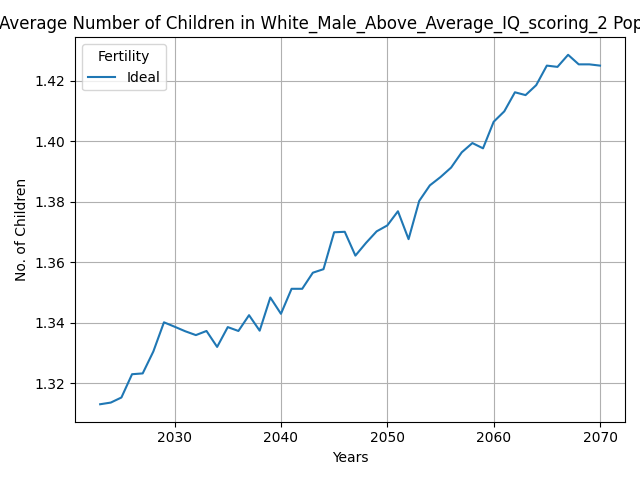 Average Number of Children in White_Male_Above_Average_IQ_scoring_2 Pop
Fertility
Ideal
No. of Children
1.42
1.40
1.38
1.36
1.34
1.32
2030 2040 2050 2060 2070
Years